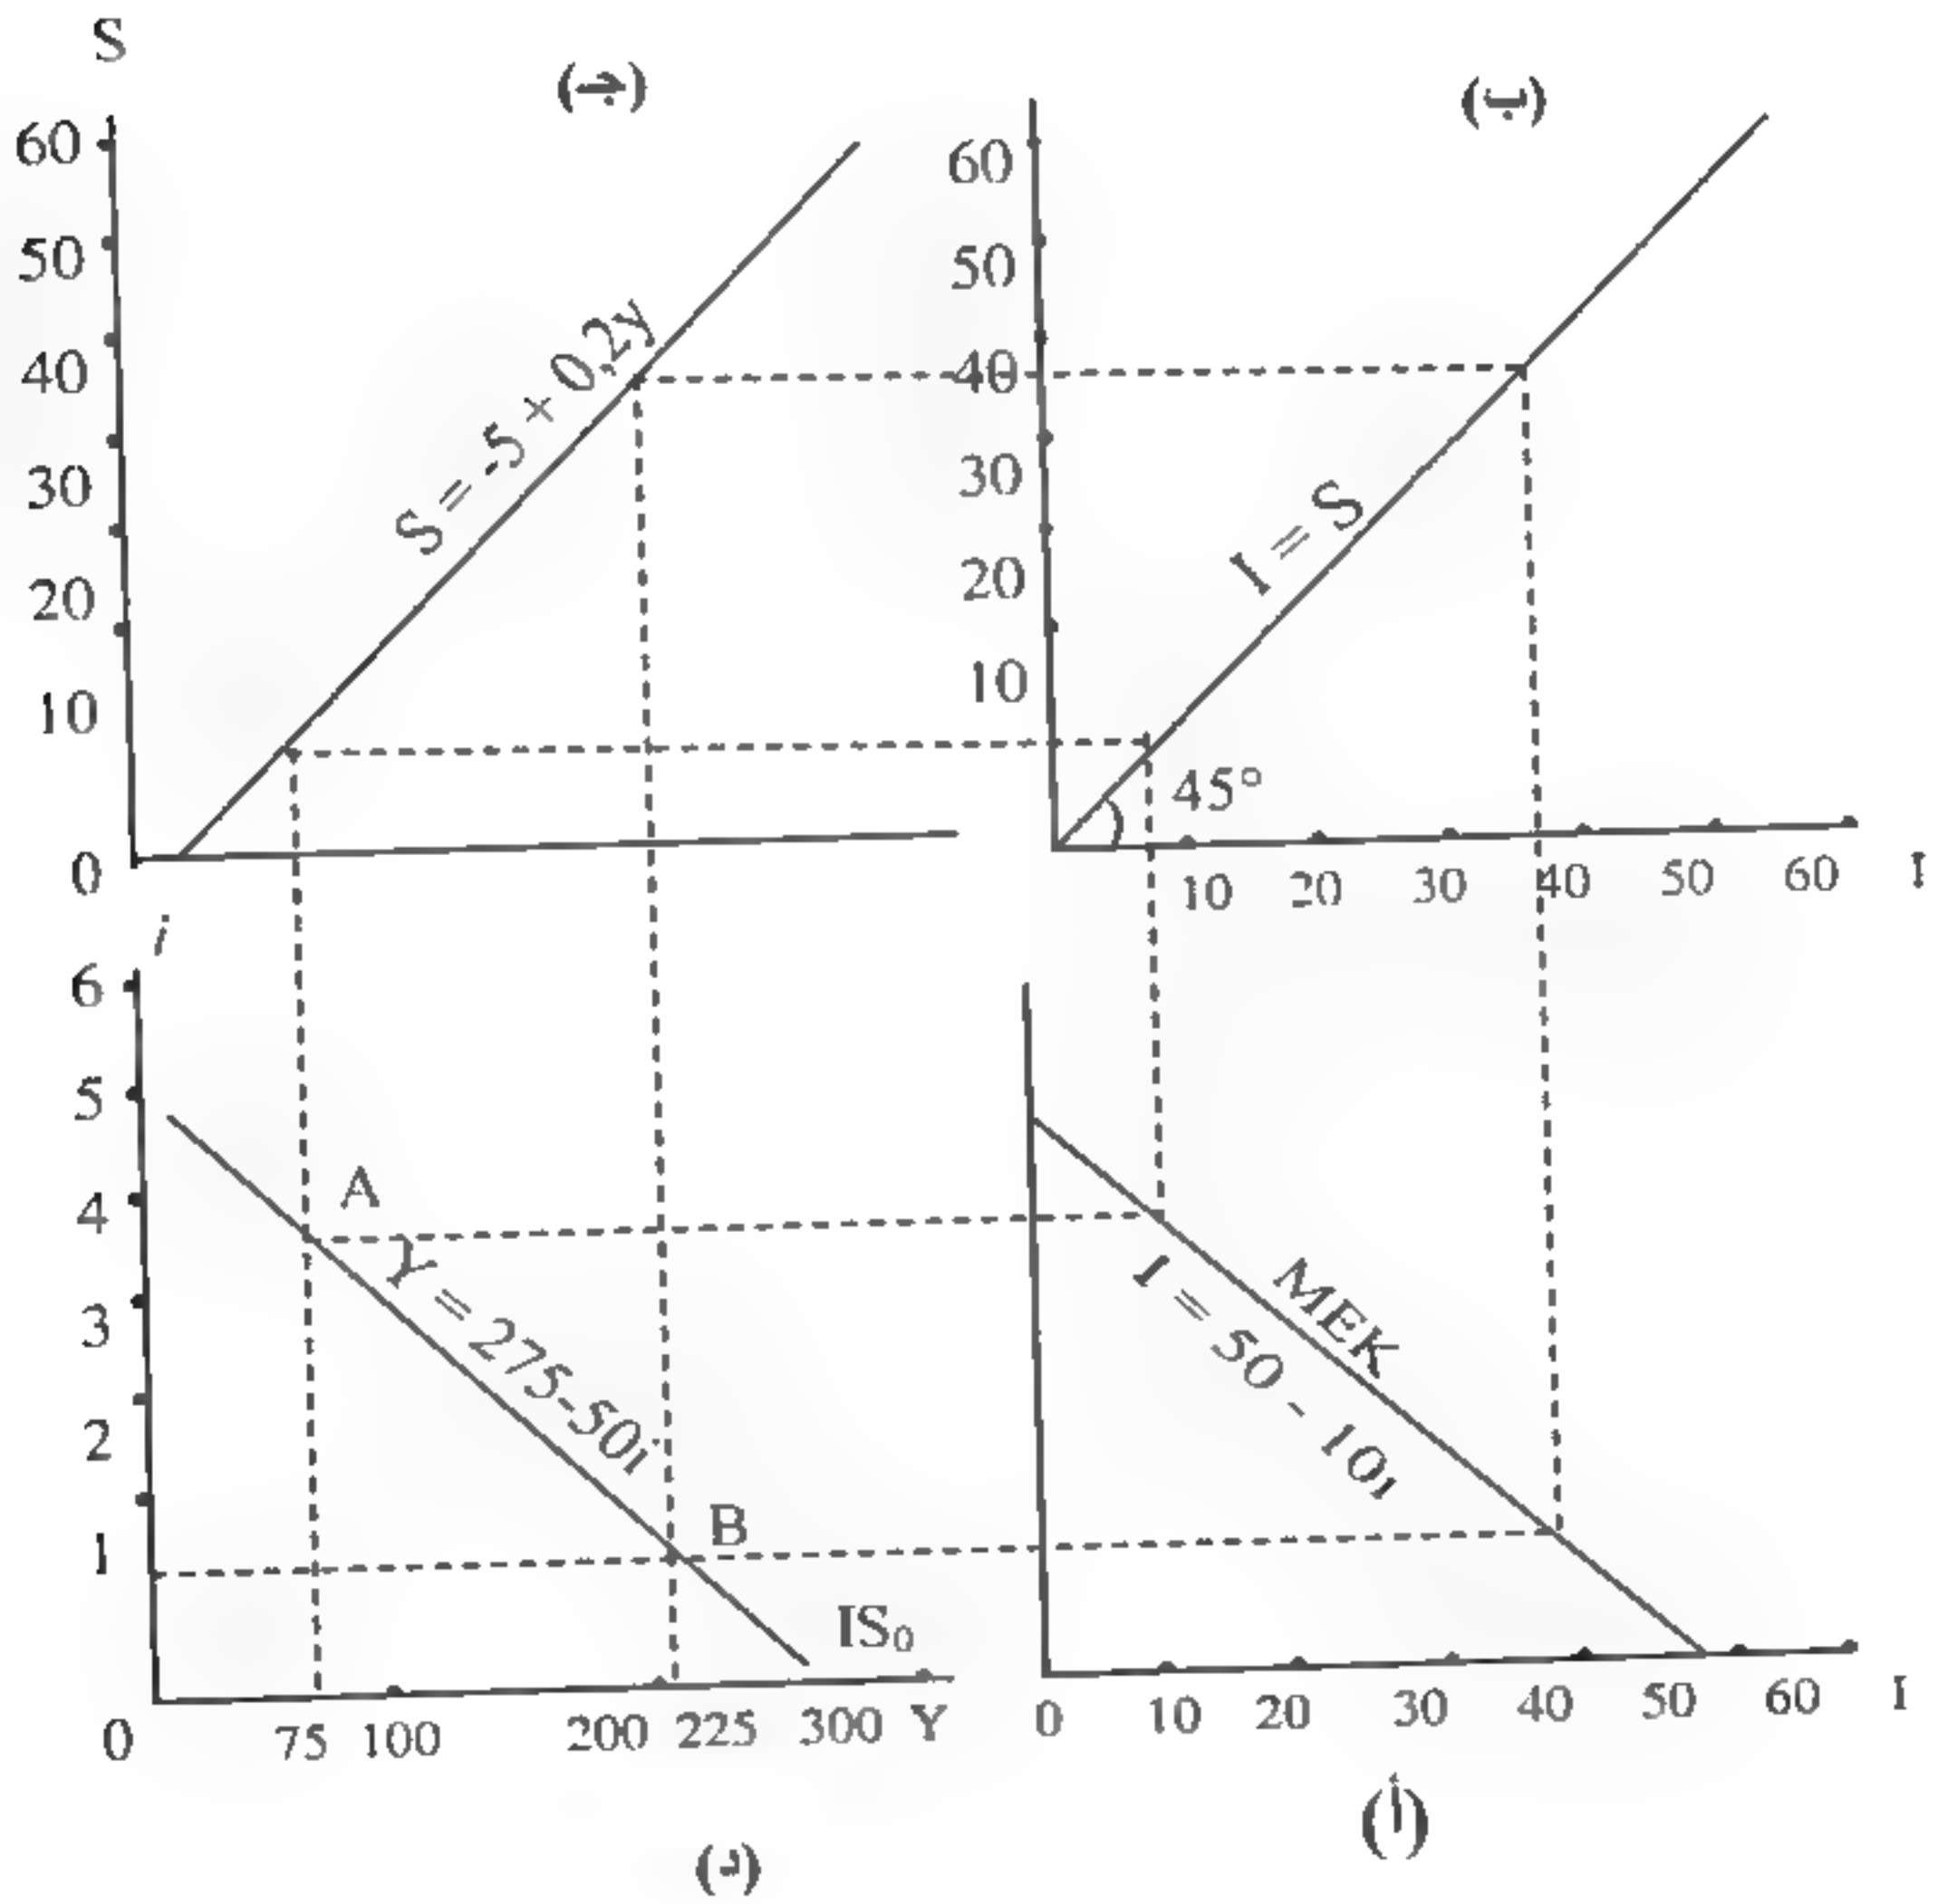 S
(جـ)
60
50
40
30
20
10
0
S = -5 × 0,2y
(ب)
60
50
40
30
20
10
I = S
45°
10 20 30 40 50 60 I
i
6
5
4
3
2
1
A
Y = 275-50i
B
IS₀
0 75 100 200 225 300 Y
(د)
MEK
I = 50 - 10i
0 10 20 30 40 50 60 I
(أ)